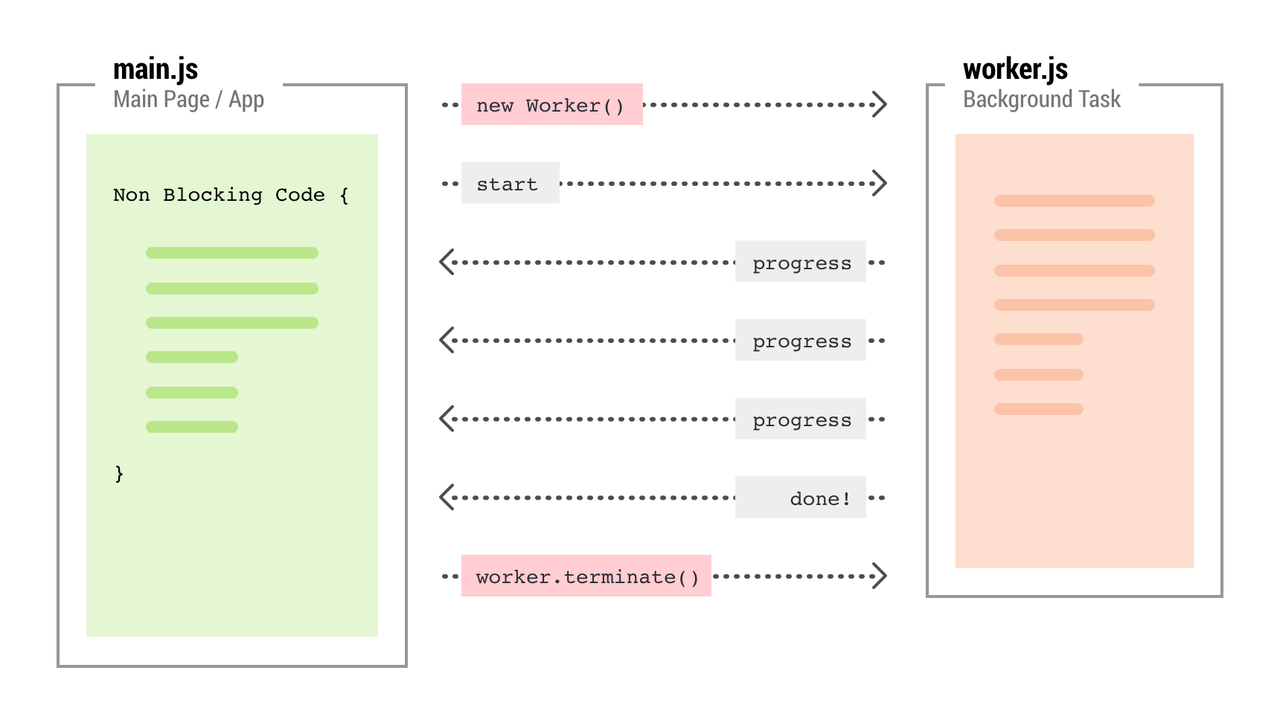 main.js
Main Page / App
Non Blocking Code {
}
new Worker()
start
progress
progress
progress
done!
worker.terminate()
worker.js
Background Task